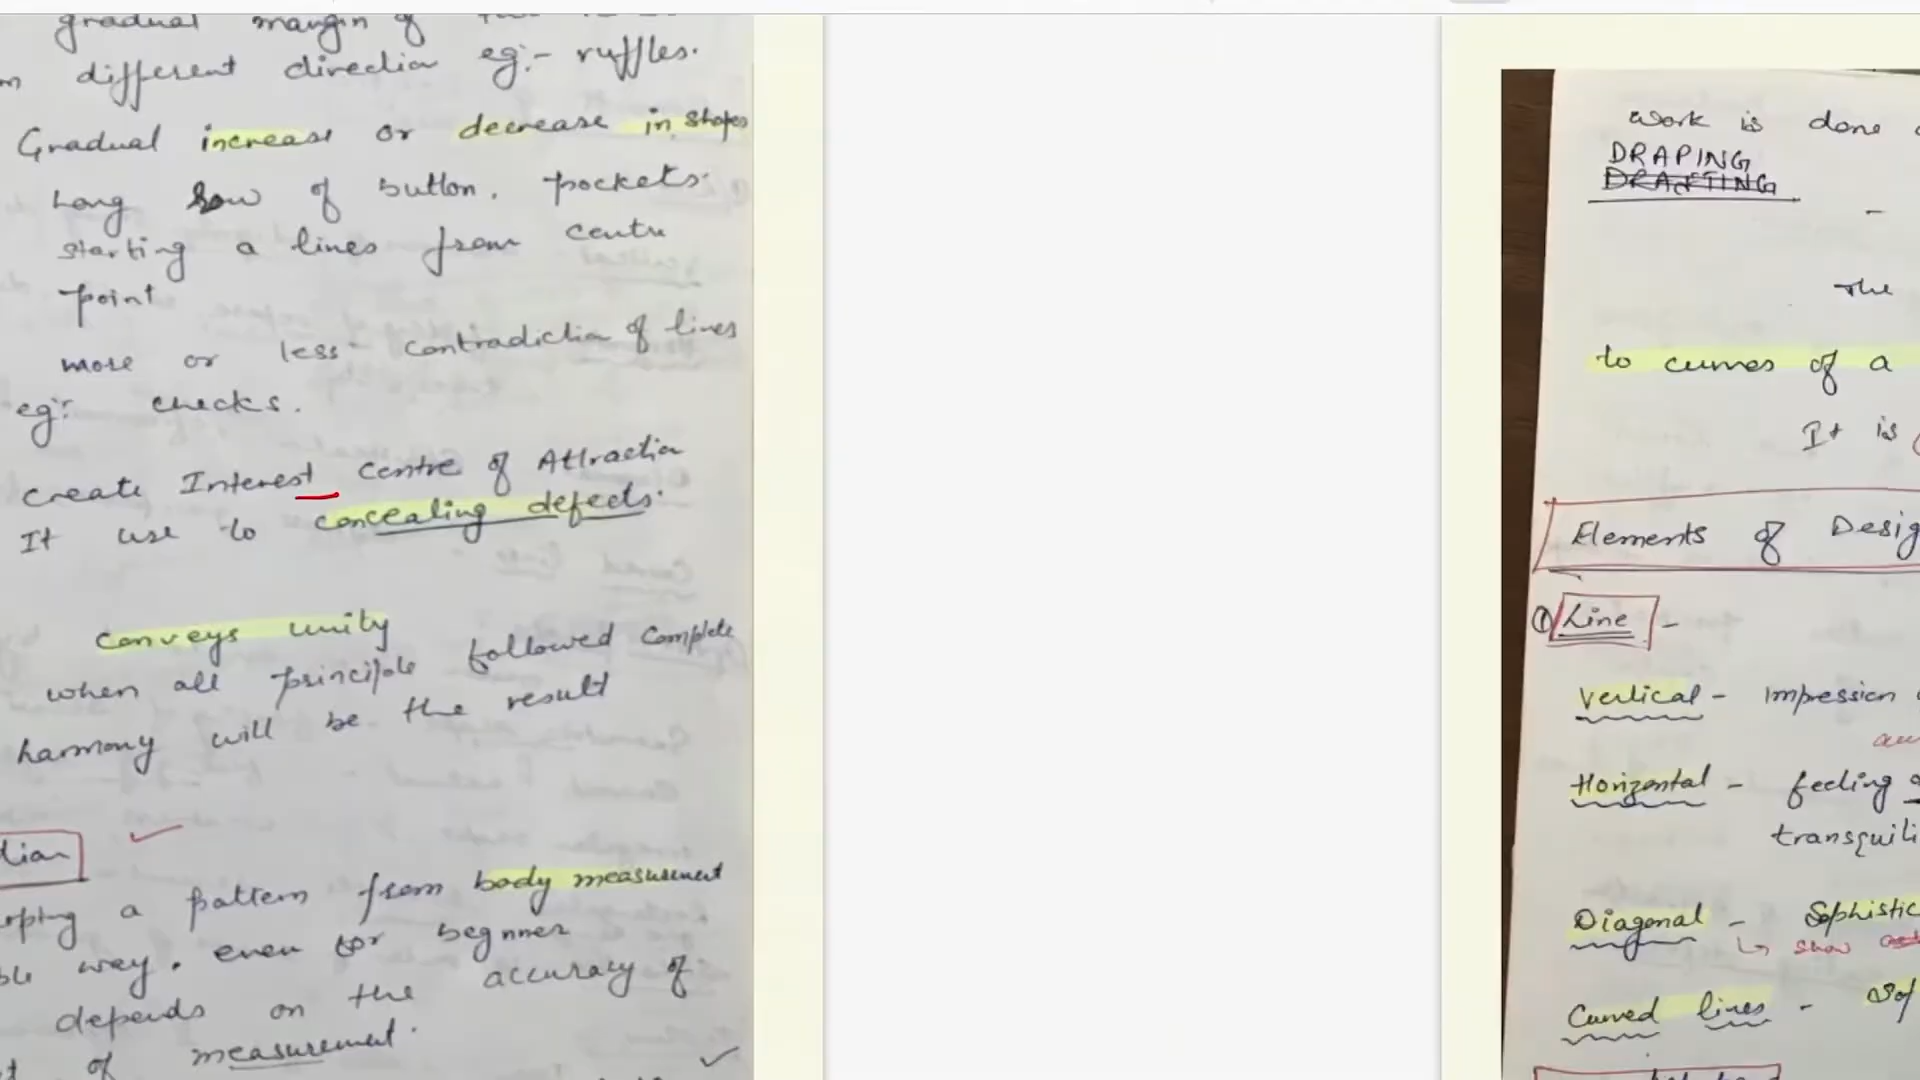 gradual margin of
different direction eg:- ruffles.
Gradual increase or decrease in shapes
Long row of button, pockets.
starting a lines from centre
point
more or less contradiction of lines
eg: checks.
create Interest Centre of Attraction
It use to concealing defects.
conveys unity
when all principle followed complete
harmony will be the result
a pattern from body measurement
way. even for beginner
depends on the accuracy of
of measurement.
work is done
DRAPING
DRAFTING
-
The
to curves of a
It is
Elements of Desig
① Line -
Vertical - impression
Horizontal - feeling
transquili
Diagonal - Sophistic
↳ show
Curved lines - Sof